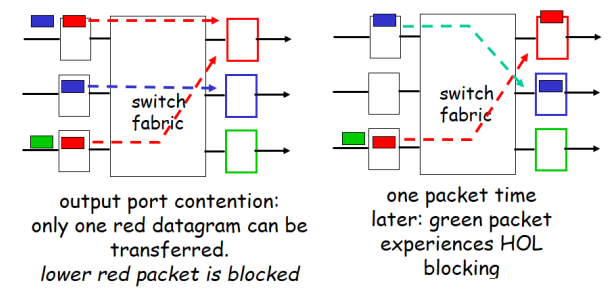 switch
fabric
output port contention:
only one red datagram can be
transferred.
lower red packet is blocked
switch
fabric
one packet time
later: green packet
experiences HOL
blocking